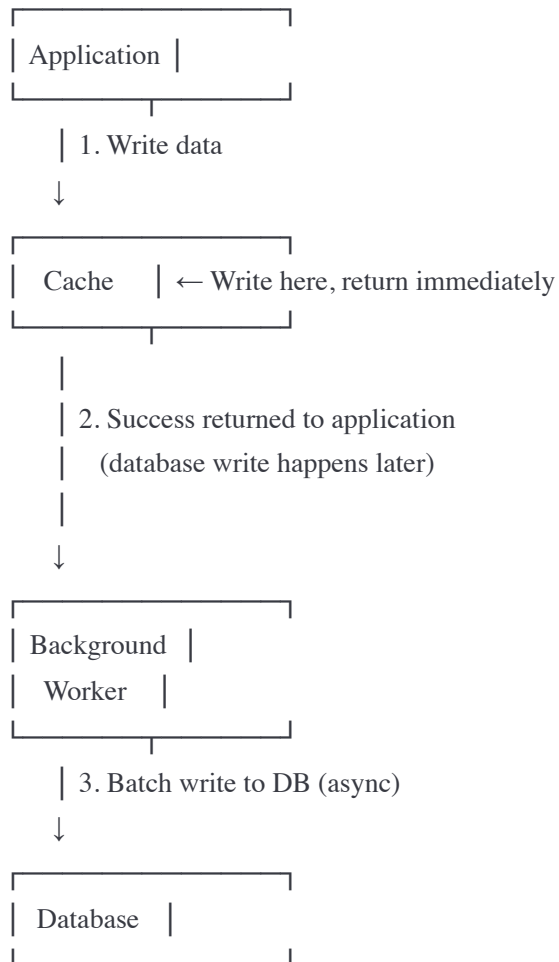 ┌─────────────┐
│ Application │
└──────┬──────┘
│ 1. Write data
↓
┌─────────────┐
│ Cache │ ← Write here, return immediately
└──────┬──────┘
│
│ 2. Success returned to application
│ (database write happens later)
│
↓
┌─────────────┐
│ Background │
│ Worker │
└──────┬──────┘
│ 3. Batch write to DB (async)
↓
┌─────────────┐
│ Database │